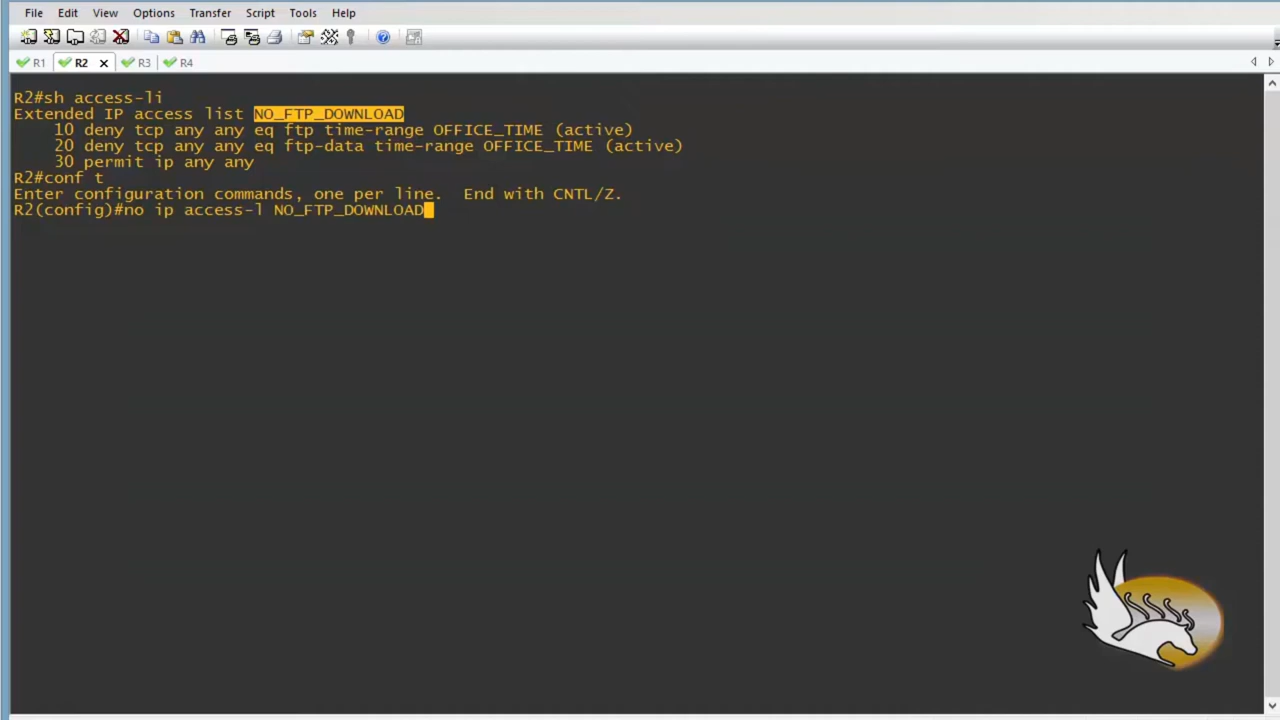 File Edit View Options Transfer Script Tools Help
R1 R2 R3 R4
R2#sh access-li
Extended IP access list NO_FTP_DOWNLOAD
    10 deny tcp any any eq ftp time-range OFFICE_TIME (active)
    20 deny tcp any any eq ftp-data time-range OFFICE_TIME (active)
    30 permit ip any any
R2#conf t
Enter configuration commands, one per line.  End with CNTL/Z.
R2(config)#no ip access-l NO_FTP_DOWNLOAD